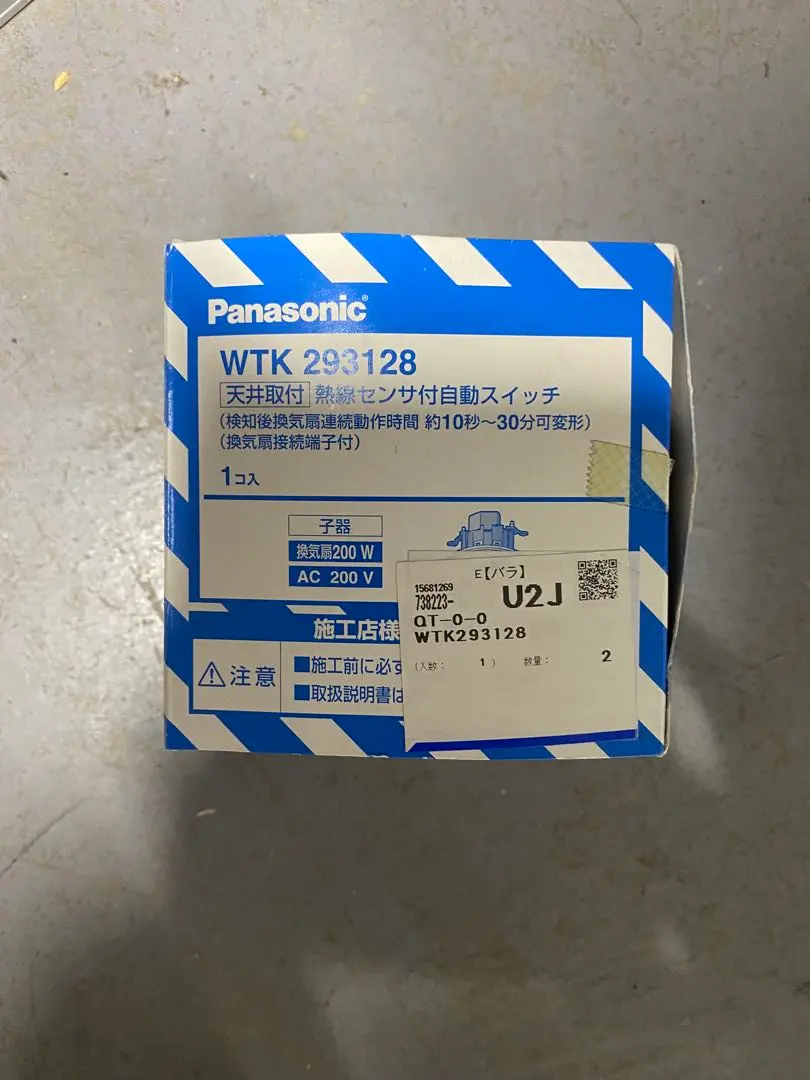 Panasonic®
WTK 293128
天井取付 熱線センサ付自動スイッチ
(検知後換気扇連続動作時間 約10秒～30分可変形)
(換気扇接続端子付)
1コ入
子器
換気扇200 W
AC 200 V
E【バラ】
15681269
738223-
U2J
QT-0-0
WTK293128
(入数: 1) 数量: 2
施工店様
注意
■施工前に必ず
■取扱説明書は